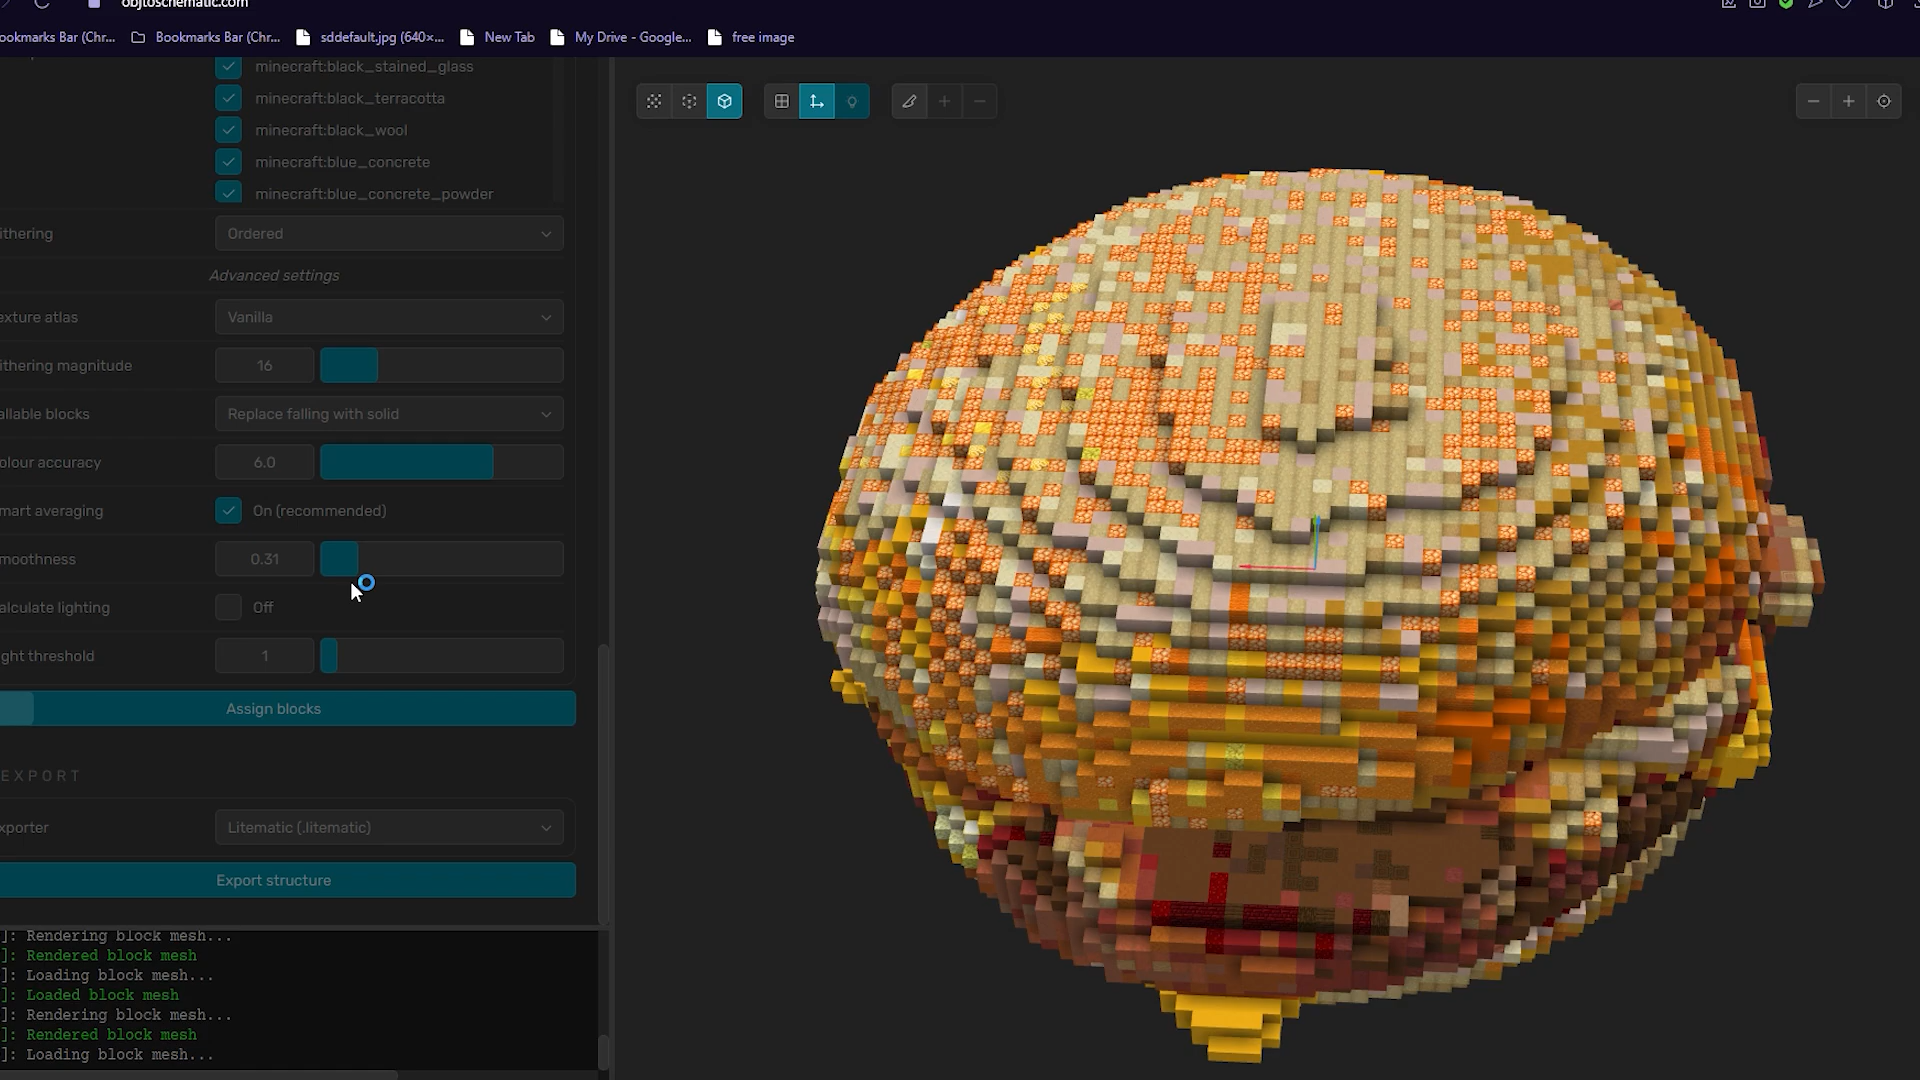 objtoschematic.com
ookmarks Bar (Chr...
Bookmarks Bar (Chr...
sddefault.jpg (640×...
New Tab
My Drive - Google...
free image
minecraft:black_stained_glass
minecraft:black_terracotta
minecraft:black_wool
minecraft:blue_concrete
minecraft:blue_concrete_powder
ithering
Ordered
Advanced settings
exture atlas
Vanilla
ithering magnitude
16
allable blocks
Replace falling with solid
olour accuracy
6.0
mart averaging
On (recommended)
moothness
0.31
alculate lighting
Off
ght threshold
1
Assign blocks
EXPORT
xporter
Litematic (.litematic)
Export structure
]: Rendering block mesh...
]: Rendered block mesh
]: Loading block mesh...
]: Loaded block mesh
]: Rendering block mesh...
]: Rendered block mesh
]: Loading block mesh...